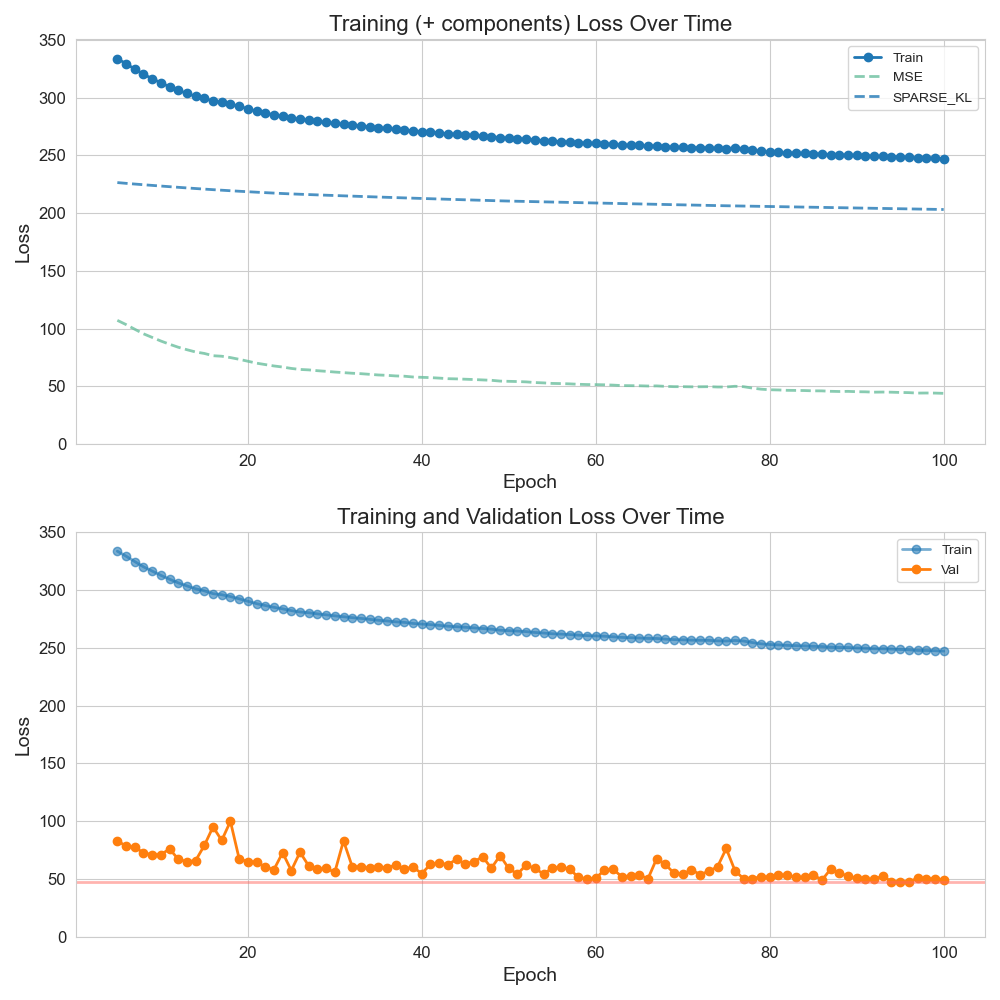 Training (+ components) Loss Over Time
350
300
250
200
150
100
50
0
Loss
Train
MSE
SPARSE_KL
20
40
60
80
100
Epoch
Training and Validation Loss Over Time
350
300
250
200
150
100
50
0
Loss
Train
Val
20
40
60
80
100
Epoch